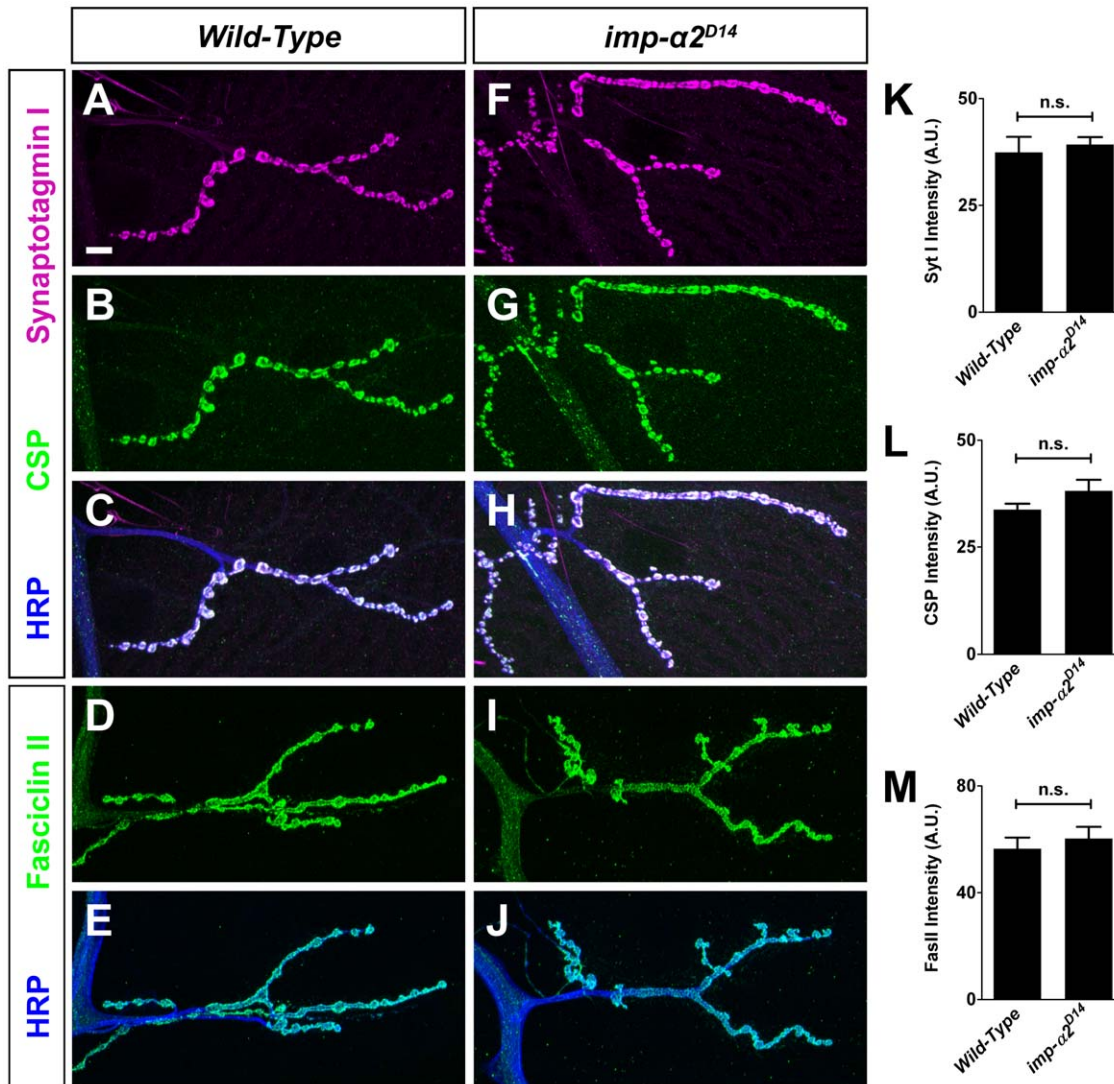 Wild-Type
imp-α2D14
Synaptotagmin I
CSP
HRP
Fasciclin II
HRP
A
B
C
D
E
F
G
H
I
J
K
Syt I Intensity (A.U.)
50
25
0
n.s.
Wild-Type
imp-α2D14
L
CSP Intensity (A.U.)
50
25
0
n.s.
Wild-Type
imp-α2D14
M
FasII Intensity (A.U.)
80
40
0
n.s.
Wild-Type
imp-α2D14